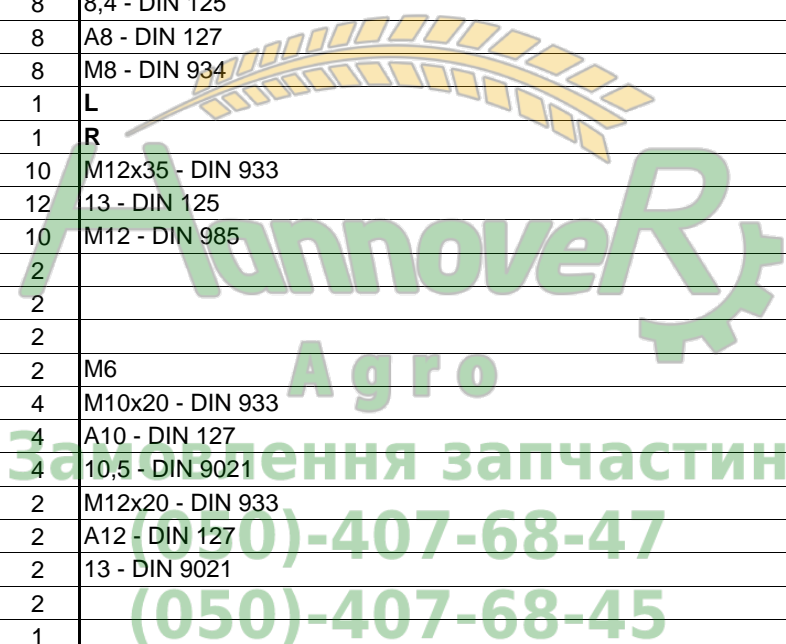 8 8,4 - DIN 125
8 A8 - DIN 127
8 M8 - DIN 934
1 L
1 R
10 M12x35 - DIN 933
12 13 - DIN 125
10 M12 - DIN 985
HannoveR
2
2
2
2 M6
Agro
4 M10x20 - DIN 933
4 A10 - DIN 127
Замовлення запчастин
4 10,5 - DIN 9021
2 M12x20 - DIN 933
2 A12 - DIN 127
(050)-407-68-47
2 13 - DIN 9021
2
(050)-407-68-45
1